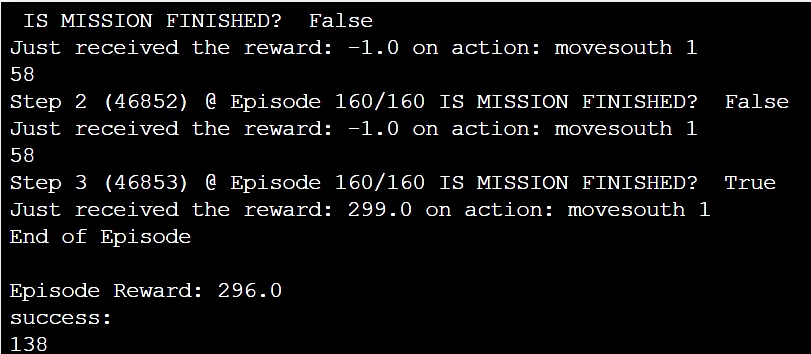 IS MISSION FINISHED?  False
Just received the reward: -1.0 on action: movesouth 1
58
Step 2 (46852) @ Episode 160/160 IS MISSION FINISHED?  False
Just received the reward: -1.0 on action: movesouth 1
58
Step 3 (46853) @ Episode 160/160 IS MISSION FINISHED?  True
Just received the reward: 299.0 on action: movesouth 1
End of Episode
Episode Reward: 296.0
success:
138